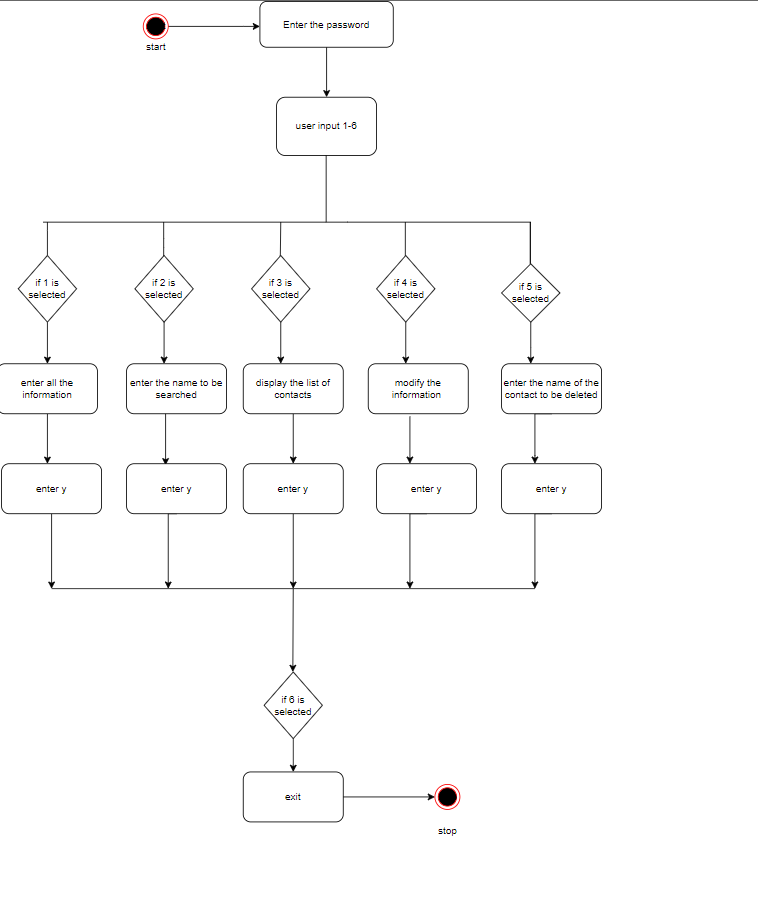 Enter the password
start
user input 1-6
if 1 is
selected
if 2 is
selected
if 3 is
selected
if 4 is
selected
if 5 is
selected
enter all the
information
enter the name to be
searched
display the list of
contacts
modify the
information
enter the name of the
contact to be deleted
enter y
enter y
enter y
enter y
enter y
if 6 is
selected
exit
stop